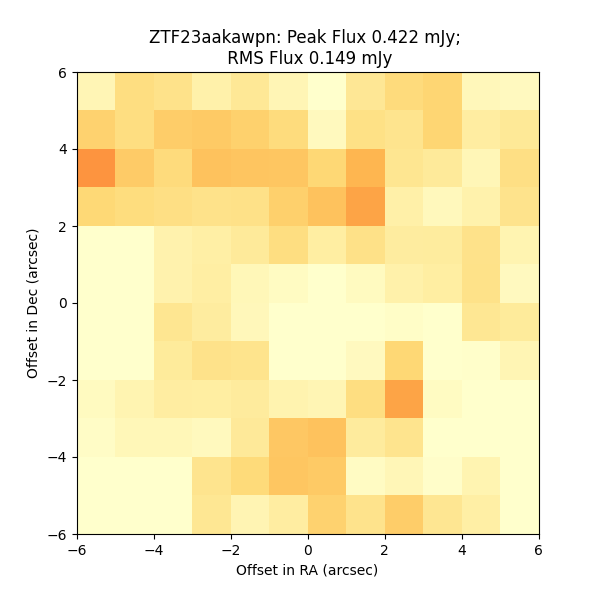 ZTF23aakawpn: Peak Flux 0.422 mJy;
RMS Flux 0.149 mJy
6
4
2
0
−2
−4
−6
Offset in Dec (arcsec)
−6 −4 −2 0 2 4 6
Offset in RA (arcsec)